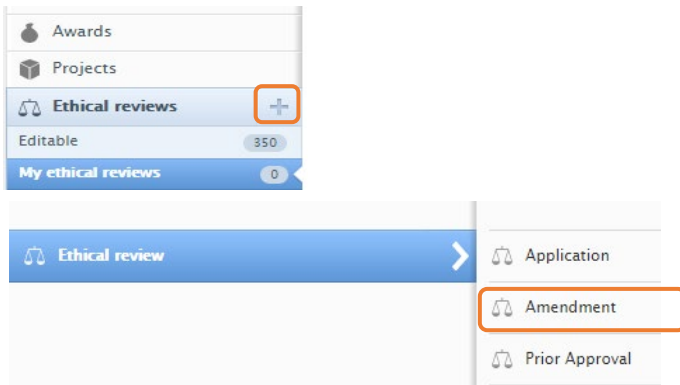 Awards
Projects
Ethical reviews
Editable 350
My ethical reviews 0
Ethical review
Application
Amendment
Prior Approval